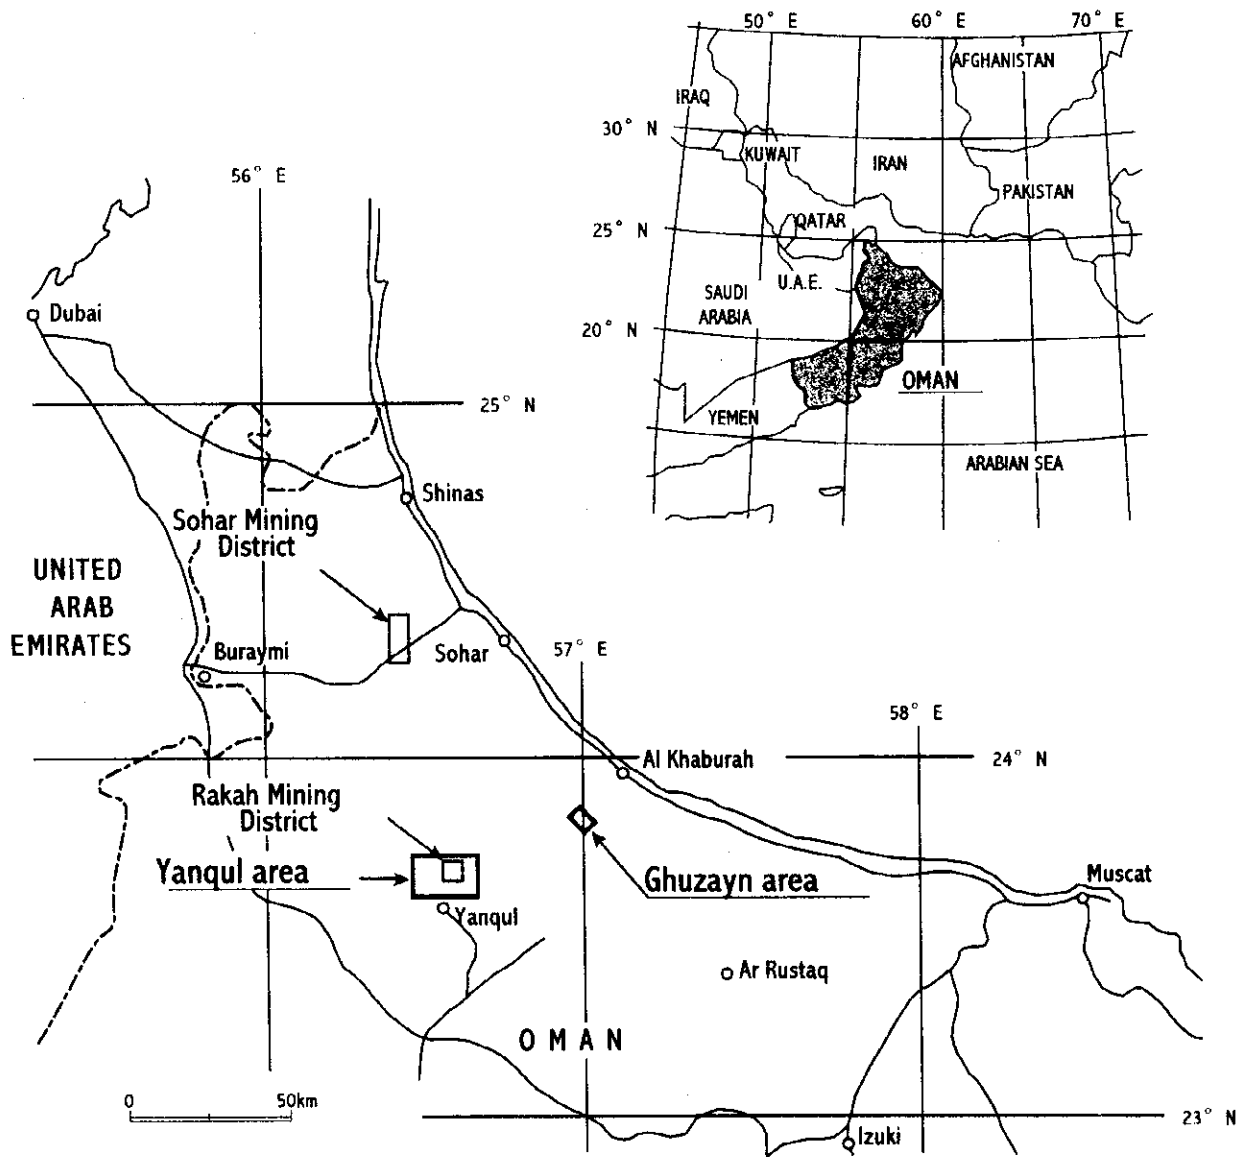 50° E
60° E
70° E
AFGHANISTAN
IRAQ
30° N
KUWAIT
IRAN
PAKISTAN
QATAR
25° N
U.A.E.
SAUDI
ARABIA
20° N
OMAN
YEMEN
ARABIAN SEA
56° E
Dubai
25° N
Shinas
Sohar Mining
District
UNITED
ARAB
EMIRATES
Buraymi
Sohar
57° E
58° E
Al Khaburah
24° N
Rakah Mining
District
Yanqul area
Ghuzayn area
Muscat
Yanqul
Ar Rustaq
OMAN
0
50km
23° N
Izuki